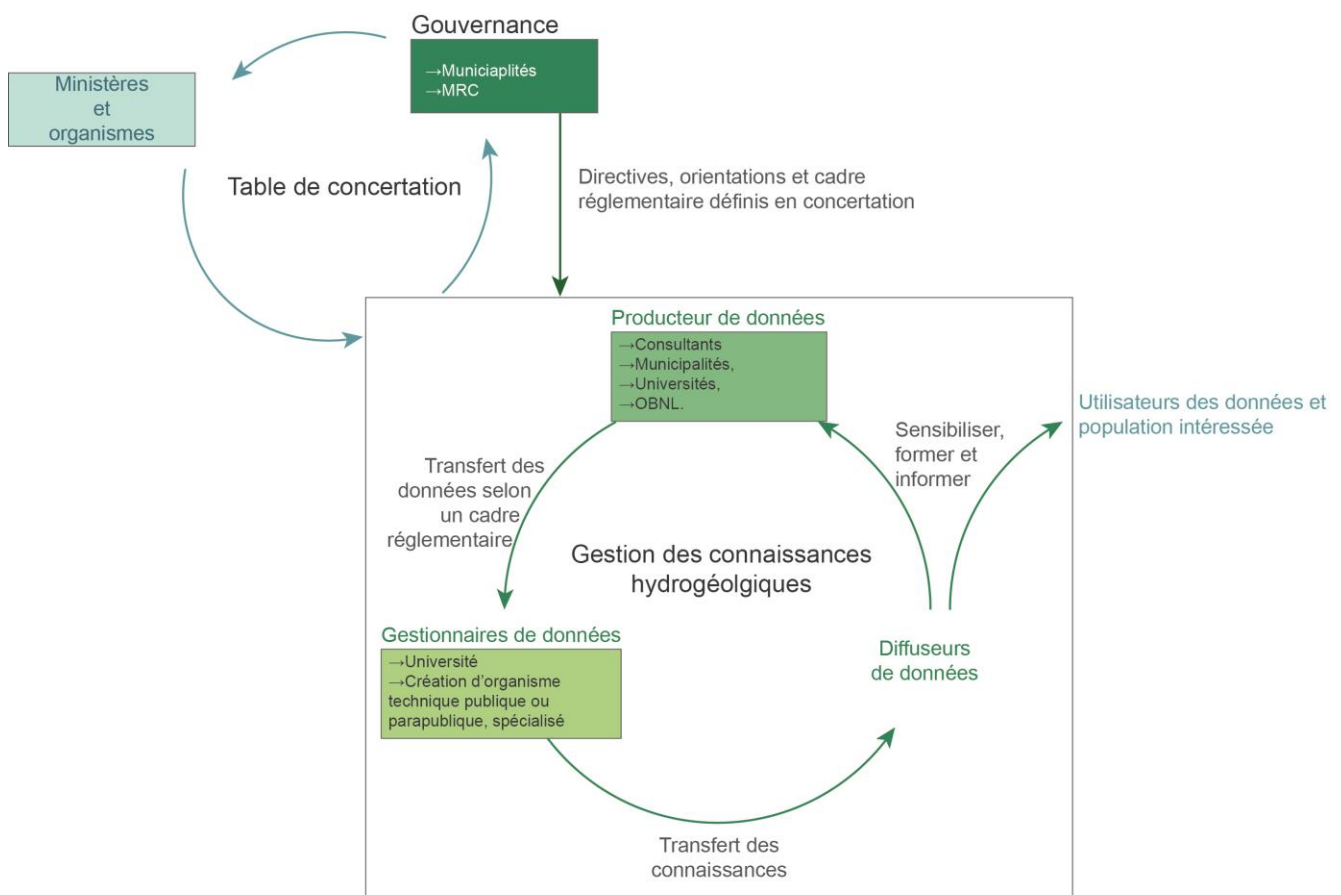 Gouvernance
→Municiaplités
→MRC
Ministères
et
organismes
Table de concertation
Directives, orientations et cadre
réglementaire définis en concertation
Producteur de données
→Consultants
→Municipalités,
→Universités,
→OBNL.
Utilisateurs des données et
population intéressée
Sensibiliser,
former et
informer
Transfert des
données selon
un cadre
réglementaire
Gestion des connaissances
hydrogéolgiques
Gestionnaires de données
→Université
→Création d'organisme
technique publique ou
parapublique, spécialisé
Diffuseurs
de données
Transfert des
connaissances